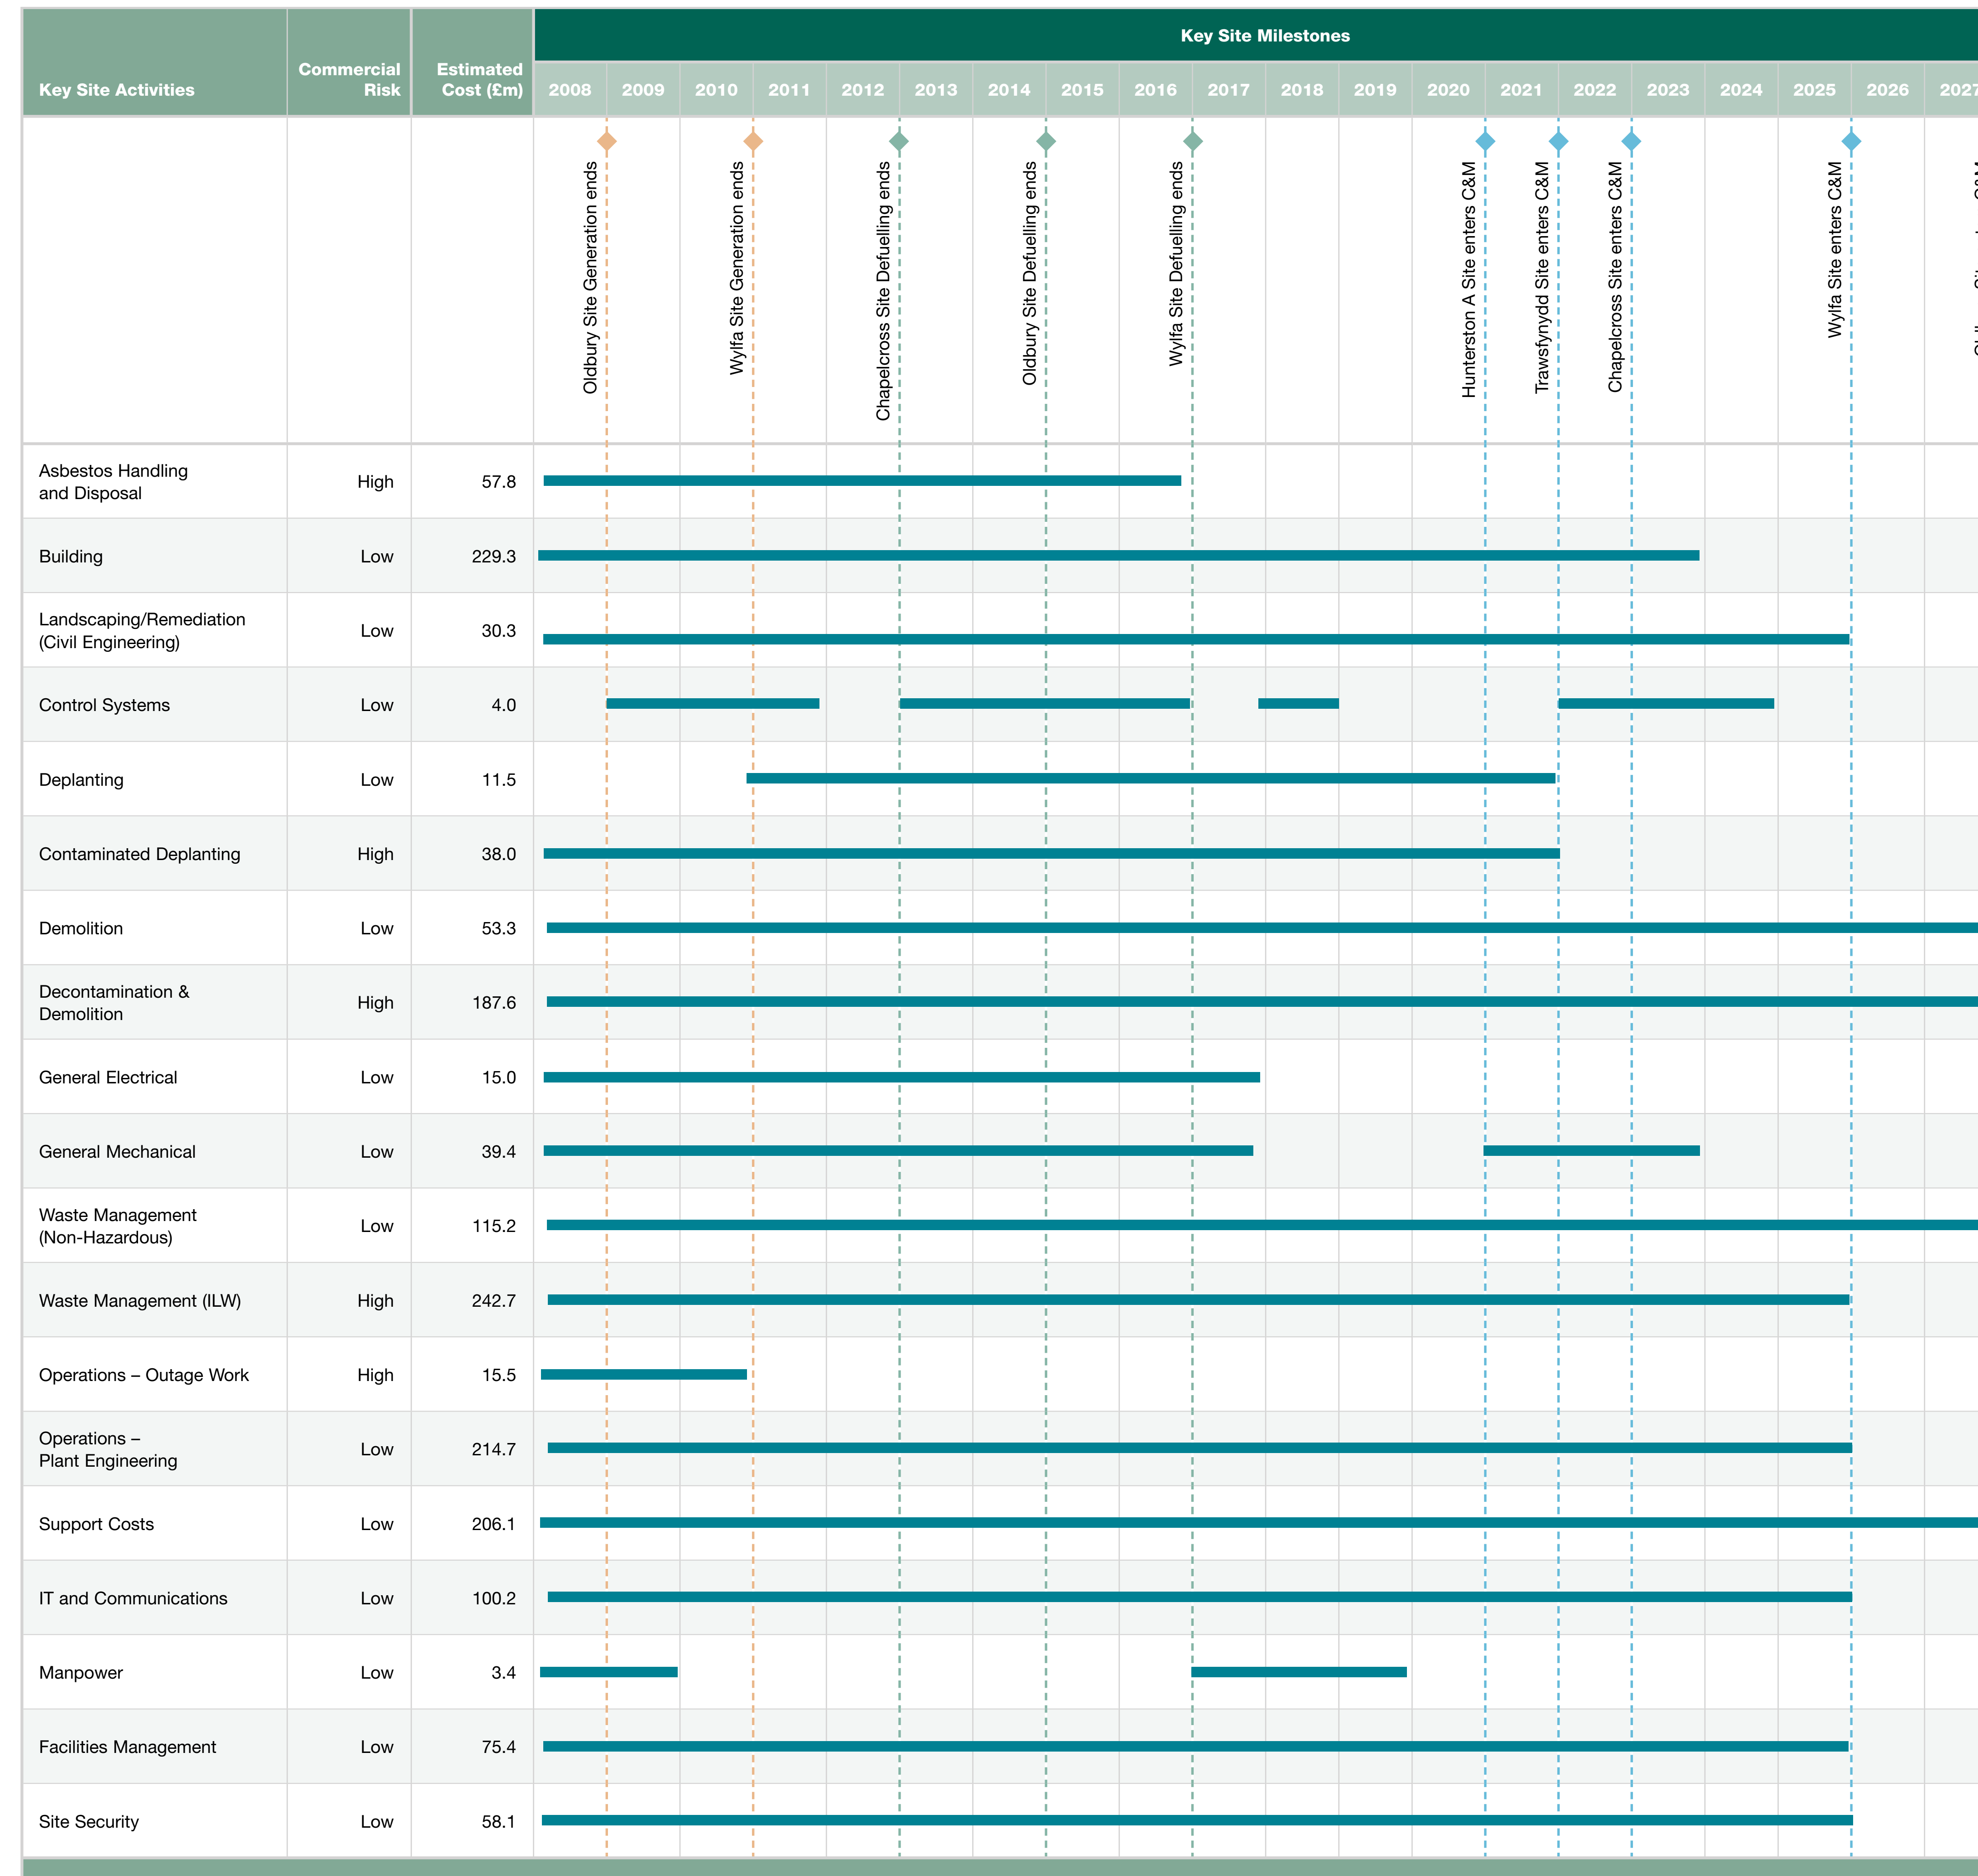 Key Site Milestones
Key Site Activities
Commercial
Risk
Estimated
Cost (£m)
2008 2009 2010 2011 2012 2013 2014 2015 2016 2017 2018 2019 2020 2021 2022 2023 2024 2025 2026 2027
Oldbury Site Generation ends
Wylfa Site Generation ends
Chapelcross Site Defuelling ends
Oldbury Site Defuelling ends
Wylfa Site Defuelling ends
Hunterston A Site enters C&M
Trawsfynydd Site enters C&M
Chapelcross Site enters C&M
Wylfa Site enters C&M
Asbestos Handling
and Disposal
High 57.8
Building Low 229.3
Landscaping/Remediation
(Civil Engineering)
Low 30.3
Control Systems Low 4.0
Deplanting Low 11.5
Contaminated Deplanting High 38.0
Demolition Low 53.3
Decontamination &
Demolition
High 187.6
General Electrical Low 15.0
General Mechanical Low 39.4
Waste Management
(Non-Hazardous)
Low 115.2
Waste Management (ILW) High 242.7
Operations – Outage Work High 15.5
Operations –
Plant Engineering
Low 214.7
Support Costs Low 206.1
IT and Communications Low 100.2
Manpower Low 3.4
Facilities Management Low 75.4
Site Security Low 58.1